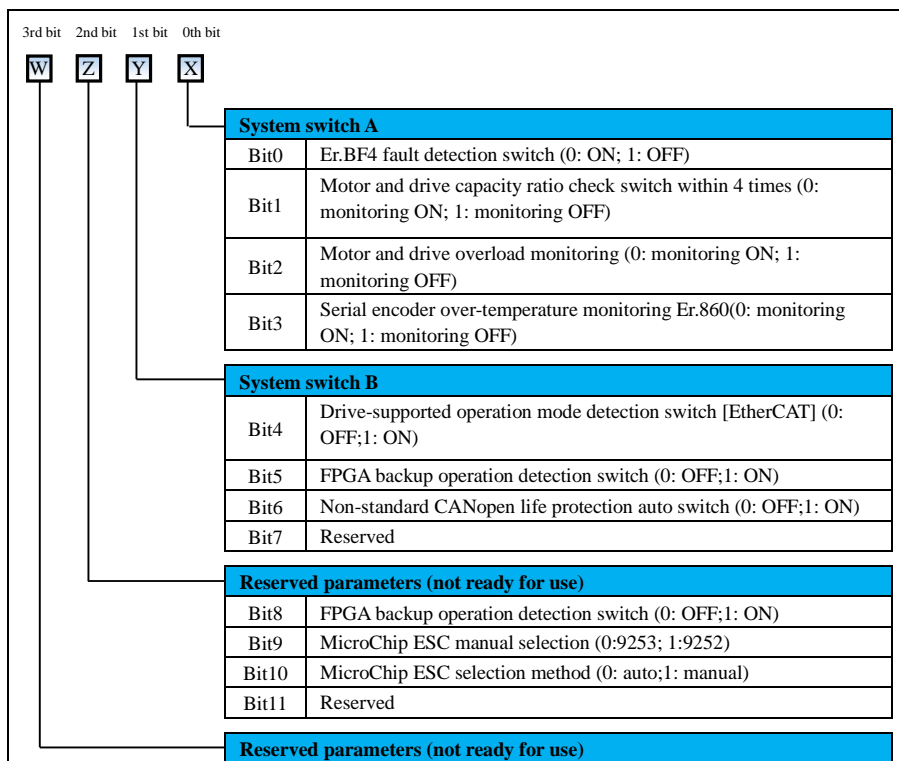 3rd bit 2nd bit 1st bit 0th bit
W Z Y X
System switch A
Bit0 Er.BF4 fault detection switch (0: ON; 1: OFF)
Bit1 Motor and drive capacity ratio check switch within 4 times (0:
monitoring ON; 1: monitoring OFF)
Bit2 Motor and drive overload monitoring (0: monitoring ON; 1:
monitoring OFF)
Bit3 Serial encoder over-temperature monitoring Er.860(0: monitoring
ON; 1: monitoring OFF)
System switch B
Bit4 Drive-supported operation mode detection switch [EtherCAT] (0:
OFF;1: ON)
Bit5 FPGA backup operation detection switch (0: OFF;1: ON)
Bit6 Non-standard CANopen life protection auto switch (0: OFF;1: ON)
Bit7 Reserved
Reserved parameters (not ready for use)
Bit8 FPGA backup operation detection switch (0: OFF;1: ON)
Bit9 MicroChip ESC manual selection (0:9253; 1:9252)
Bit10 MicroChip ESC selection method (0: auto;1: manual)
Bit11 Reserved
Reserved parameters (not ready for use)